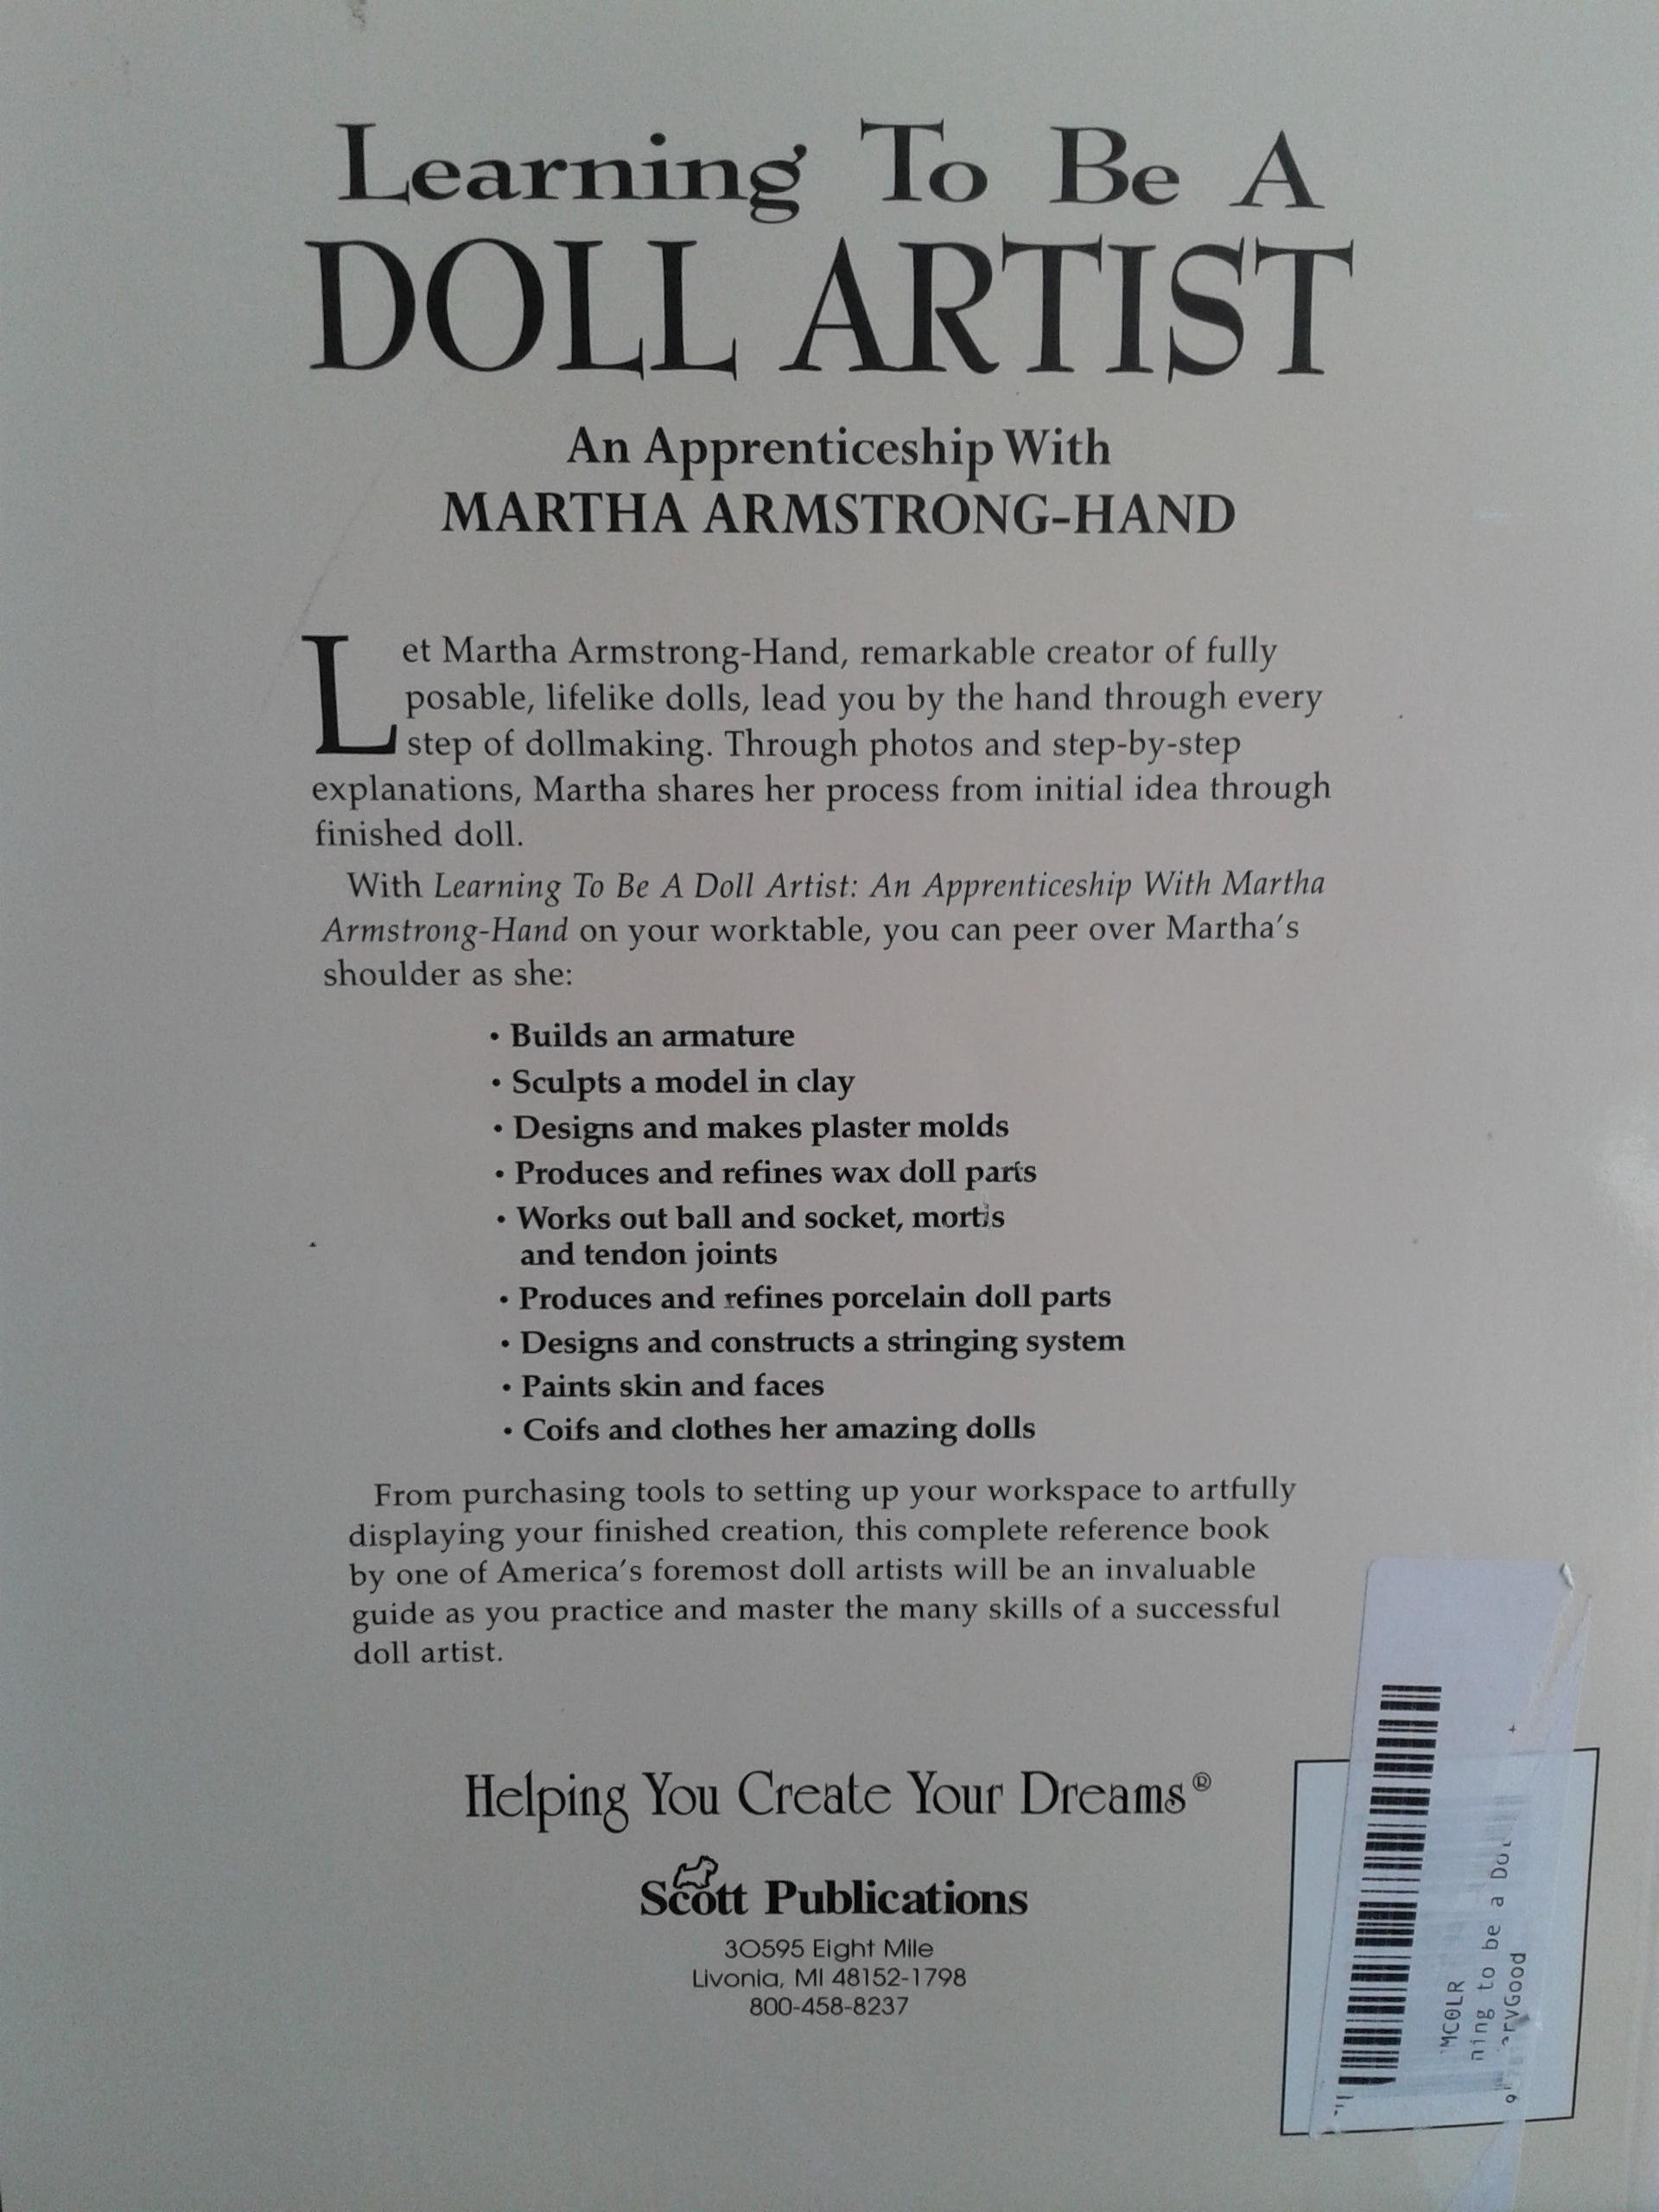 Learning To Be A
DOLL ARTIST
An Apprenticeship With
MARTHA ARMSTRONG-HAND
Let Martha Armstrong-Hand, remarkable creator of fully
posable, lifelike dolls, lead you by the hand through every
step of dollmaking. Through photos and step-by-step
explanations, Martha shares her process from initial idea through
finished doll.
With Learning To Be A Doll Artist: An Apprenticeship With Martha
Armstrong-Hand on your worktable, you can peer over Martha's
shoulder as she:
• Builds an armature
• Sculpts a model in clay
• Designs and makes plaster molds
• Produces and refines wax doll parts
• Works out ball and socket, mortis
and tendon joints
• Produces and refines porcelain doll parts
• Designs and constructs a stringing system
• Paints skin and faces
• Coifs and clothes her amazing dolls
From purchasing tools to setting up your workspace to artfully
displaying your finished creation, this complete reference book
by one of America's foremost doll artists will be an invaluable
guide as you practice and master the many skills of a successful
doll artist.
Helping You Create Your Dreams®
Scott Publications
30595 Eight Mile
Livonia, MI 48152-1798
800-458-8237
MC0LR
ning to be a Do
ryGood